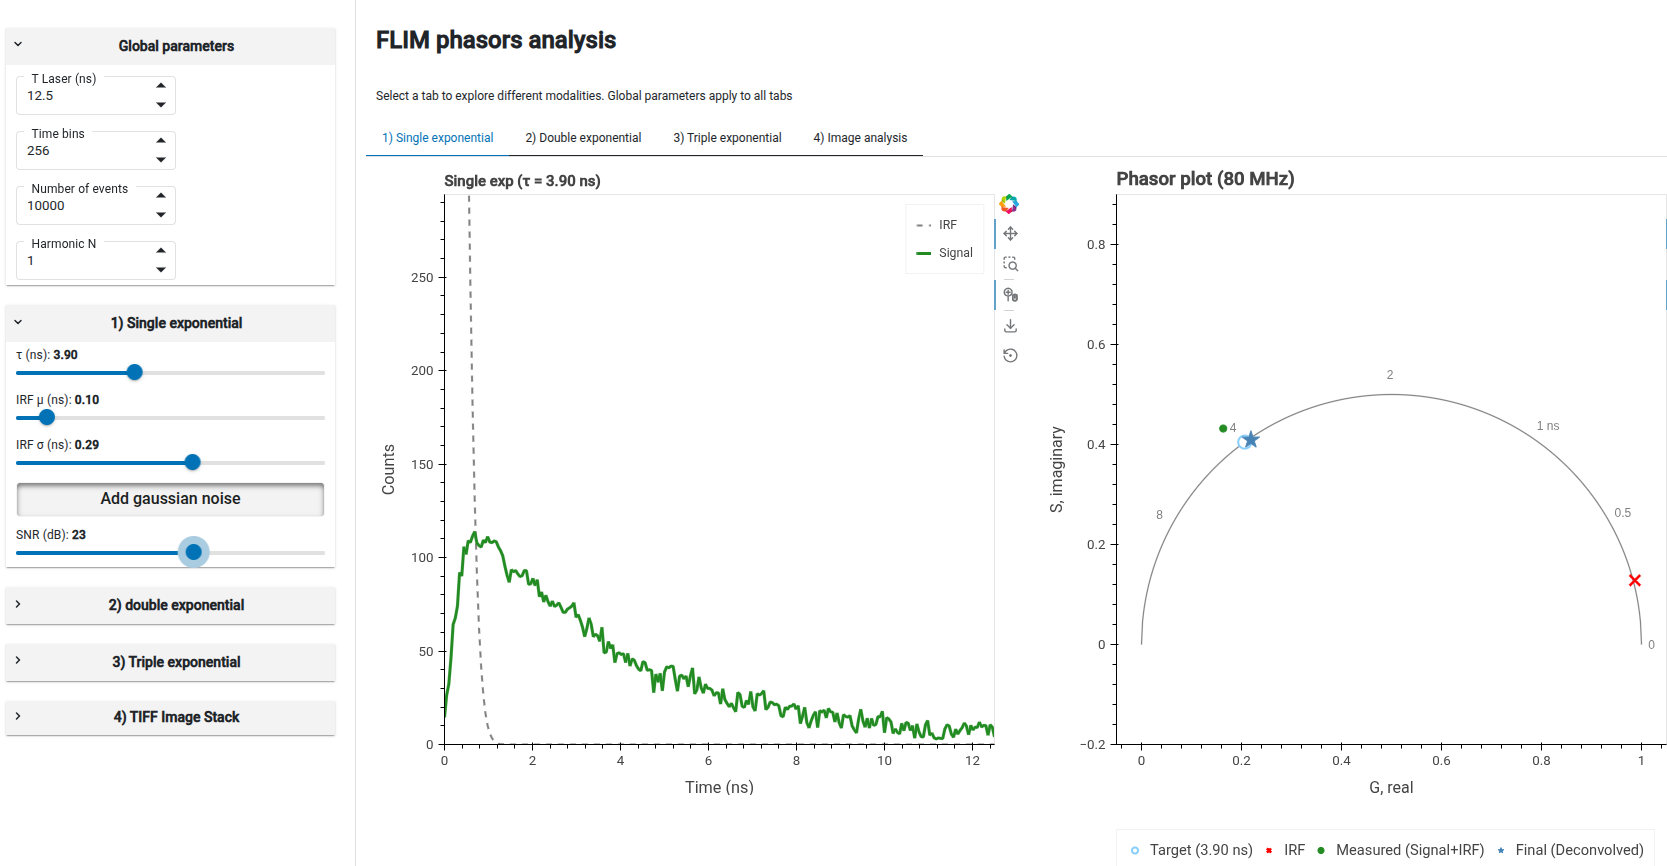 Global parameters
T Laser (ns)
12.5
Time bins
256
Number of events
10000
Harmonic N
1
1) Single exponential
τ (ns): 3.90
IRF μ (ns): 0.10
IRF σ (ns): 0.29
Add gaussian noise
SNR (dB): 23
2) double exponential
3) Triple exponential
4) TIFF Image Stack
FLIM phasors analysis
Select a tab to explore different modalities. Global parameters apply to all tabs
1) Single exponential 2) Double exponential 3) Triple exponential 4) Image analysis
Single exp (τ = 3.90 ns)
IRF
Signal
250
200
150
100
50
0
Counts
0 2 4 6 8 10 12
Time (ns)
Phasor plot (80 MHz)
0.8
0.6
0.4
0.2
0
−0.2
S, imaginary
8
4
2
1 ns
0.5
0
0 0.2 0.4 0.6 0.8 1
G, real
Target (3.90 ns) IRF Measured (Signal+IRF) Final (Deconvolved)